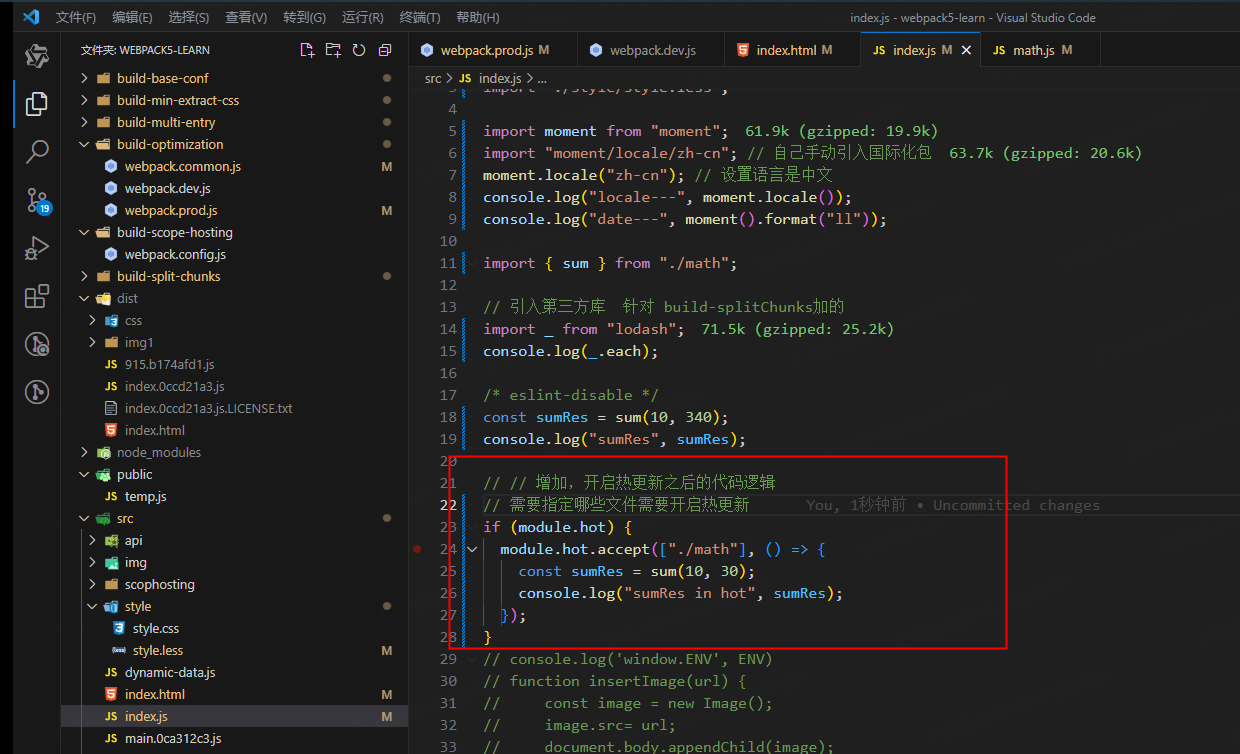 文件(F) 编辑(E) 选择(S) 查看(V) 转到(G) 运行(R) 终端(T) 帮助(H) index.js - webpack5-learn - Visual Studio Code
文件夹: WEBPACK5-LEARN
build-base-conf
build-min-extract-css
build-multi-entry
build-optimization
webpack.common.js M
webpack.dev.js
webpack.prod.js M
build-scope-hosting
webpack.config.js
build-split-chunks
dist
css
img1
915.b174afd1.js
index.0ccd21a3.js
index.0ccd21a3.js.LICENSE.txt
index.html
node_modules
public
temp.js
src
api
img
scophosting
style
style.css
style.less M
dynamic-data.js
index.html M
index.js M
main.0ca312c3.js
19
webpack.prod.js M webpack.dev.js index.html M JS index.js M JS math.js M
src > JS index.js > ...
3 import "./style/style.less";
4
5 import moment from "moment"; 61.9k (gzipped: 19.9k)
6 import "moment/locale/zh-cn"; // 自己手动引入国际化包 63.7k (gzipped: 20.6k)
7 moment.locale("zh-cn"); // 设置语言是中文
8 console.log("locale---", moment.locale());
9 console.log("date---", moment().format("ll"));
10
11 import { sum } from "./math";
12
13 // 引入第三方库 针对 build-splitChunks加的
14 import _ from "lodash"; 71.5k (gzipped: 25.2k)
15 console.log(_.each);
16
17 /* eslint-disable */
18 const sumRes = sum(10, 340);
19 console.log("sumRes", sumRes);
20
21 // // 增加，开启热更新之后的代码逻辑
22 // 需要指定哪些文件需要开启热更新 You, 1秒钟前 • Uncommitted changes
23 if (module.hot) {
24 module.hot.accept(["./math"], () => {
25 const sumRes = sum(10, 30);
26 console.log("sumRes in hot", sumRes);
27 });
28 }
29 // console.log('window.ENV', ENV)
30 // function insertImage(url) {
31 // const image = new Image();
32 // image.src= url;
33 // document.body.appendChild(image);